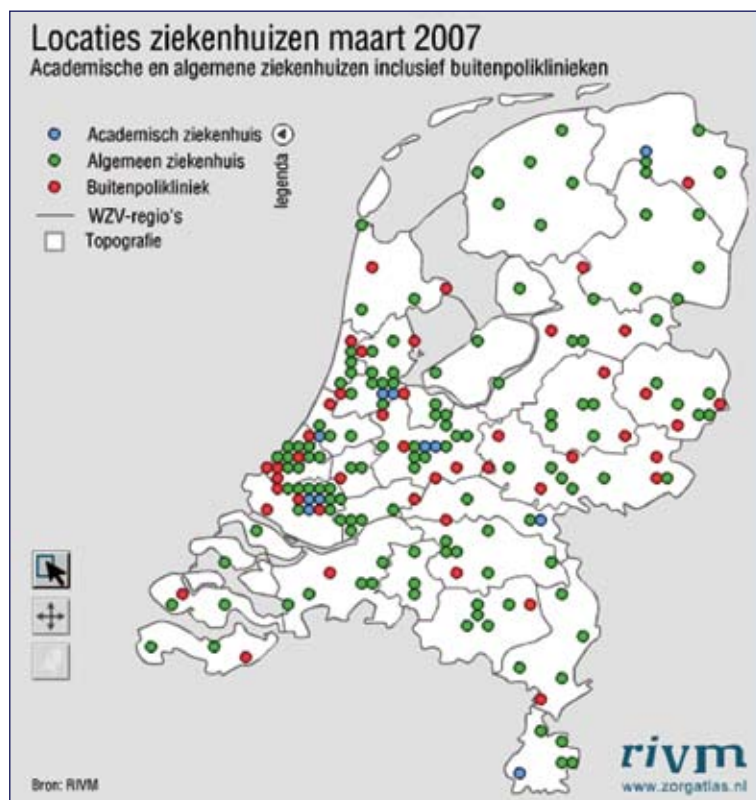 Locaties ziekenhuizen maart 2007
Academische en algemene ziekenhuizen inclusief buitenpoliklinieken
Academisch ziekenhuis
Algemeen ziekenhuis
Buitenpolikliniek
WZV-regio's
Topografie
legenda
Bron: RIVM
rivm
www.zorgatlas.nl